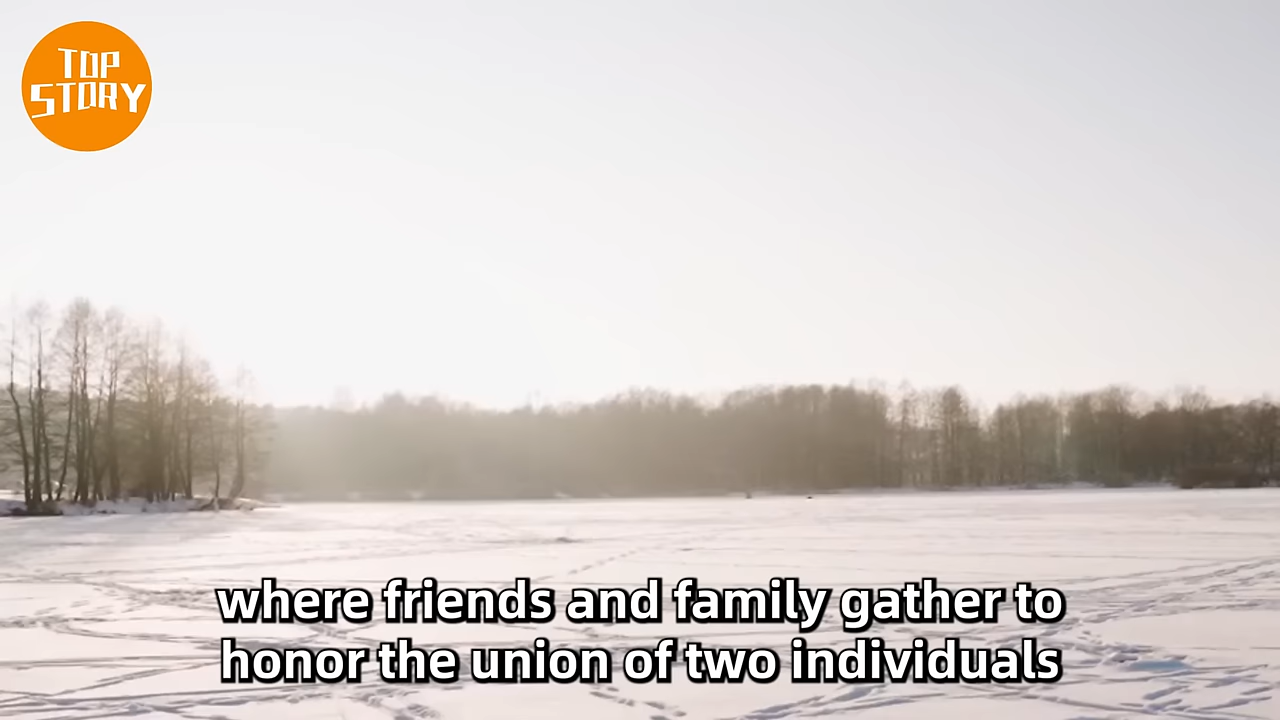 TOP
STORY
where friends and family gather to
honor the union of two individuals